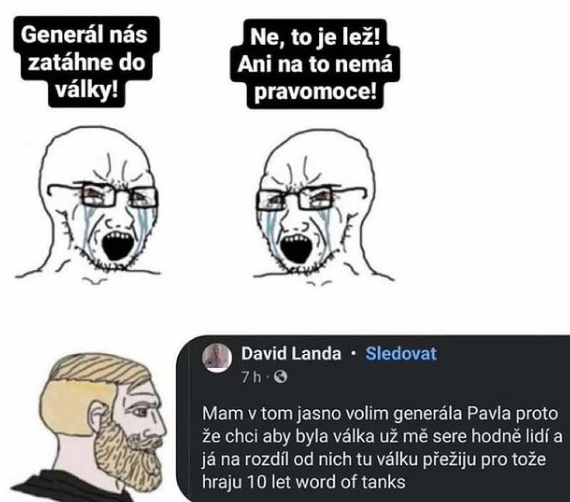 Generál nás
zatáhne do
války!
Ne, to je lež!
Ani na to nemá
pravomoce!
David Landa · Sledovat
7 h ·
Mam v tom jasno volim generála Pavla proto
že chci aby byla válka už mě sere hodně lidí a
já na rozdíl od nich tu válku přežiju pro tože
hraju 10 let word of tanks